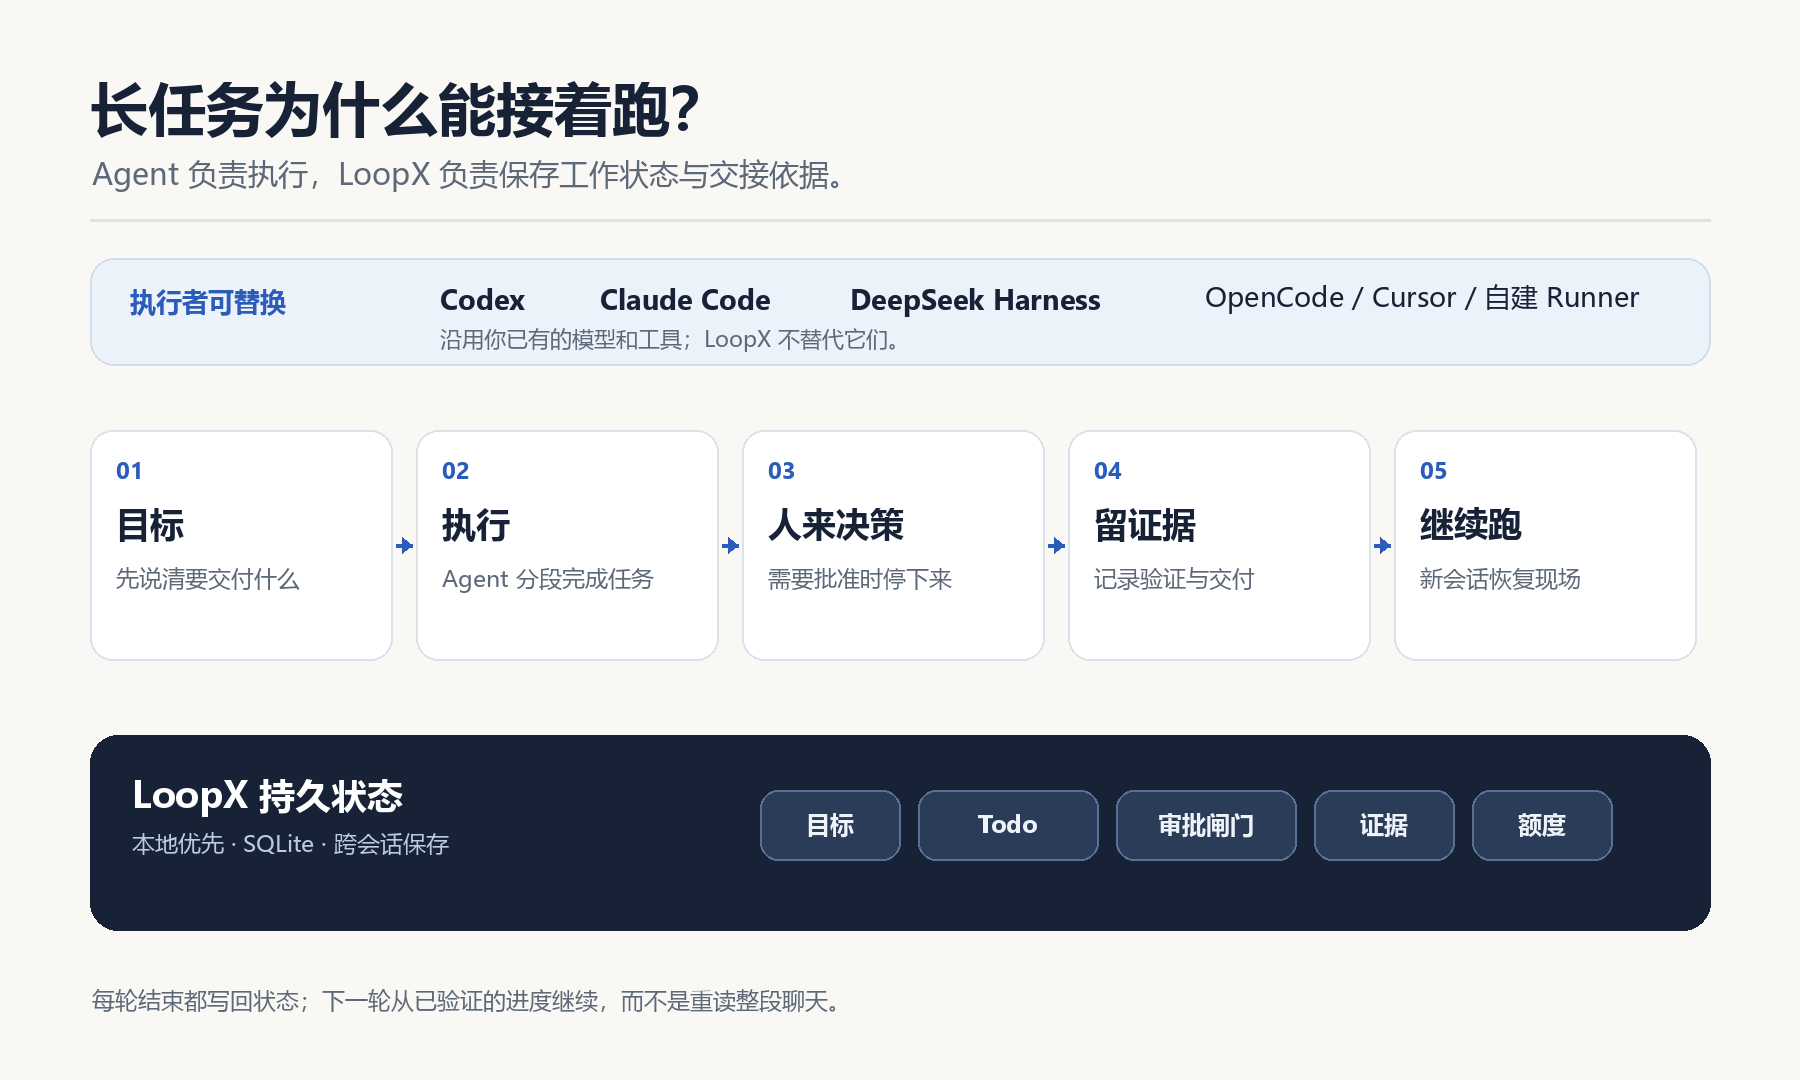 长任务为什么能接着跑？
Agent 负责执行，LoopX 负责保存工作状态与交接依据。
执行者可替换
Codex
Claude Code
DeepSeek Harness
OpenCode / Cursor / 自建 Runner
沿用你已有的模型和工具；LoopX 不替代它们。
01
目标
先说清要交付什么
02
执行
Agent 分段完成任务
03
人来决策
需要批准时停下来
04
留证据
记录验证与交付
05
继续跑
新会话恢复现场
LoopX 持久状态
本地优先 · SQLite · 跨会话保存
目标
Todo
审批闸门
证据
额度
每轮结束都写回状态；下一轮从已验证的进度继续，而不是重读整段聊天。